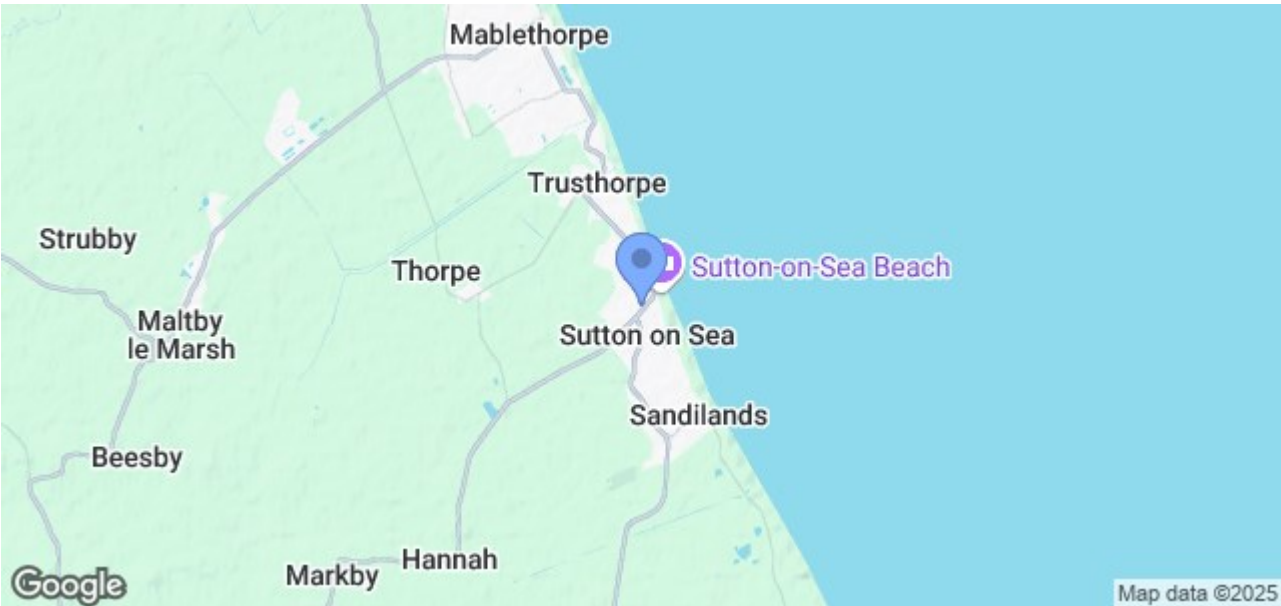 Mablethorpe
Trusthorpe
Strubby
Thorpe
Sutton-on-Sea Beach
Maltby
le Marsh
Sutton on Sea
Sandilands
Beesby
Hannah
Markby
Google
Map data ©2025